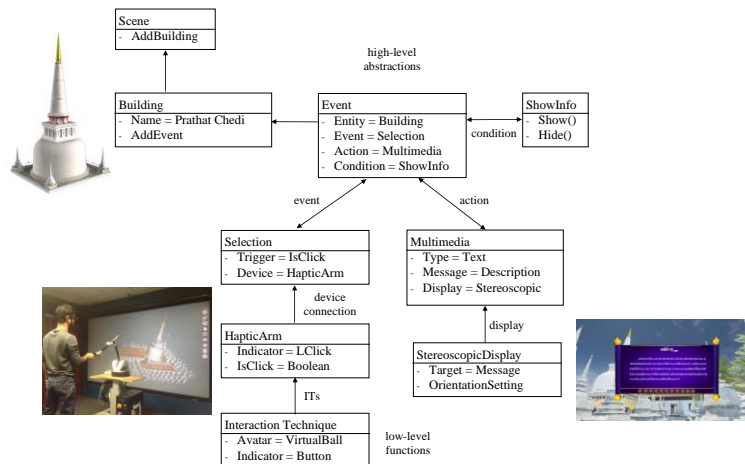 Scene
- AddBuilding
high-level
abstractions
Building
- Name = Prathat Chedi
- AddEvent
Event
- Entity = Building
- Event = Selection
- Action = Multimedia
- Condition = ShowInfo
condition
ShowInfo
- Show()
- Hide()
event
action
Selection
- Trigger = IsClick
- Device = HapticArm
Multimedia
- Type = Text
- Message = Description
- Display = Stereoscopic
device
connection
display
HapticArm
- Indicator = LClick
- IsClick = Boolean
StereoscopicDisplay
- Target = Message
- OrientationSetting
ITs
Interaction Technique
- Avatar = VirtualBall
- Indicator = Button
low-level
functions